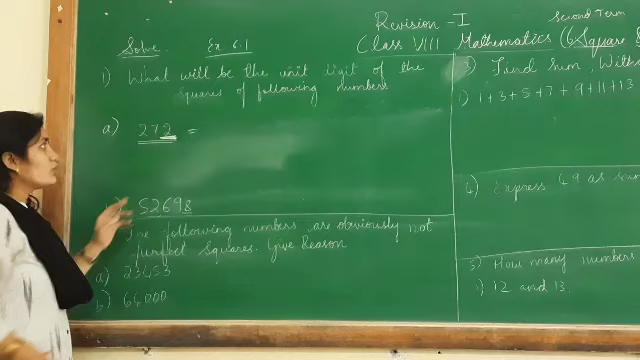 Second Term
Revision - I
Class VIII Mathematics (6 Square &
Solve Ex 6.1
1) What will be the unit digit of the
squares of following numbers
a) 272 =
52698
The following numbers are obviously not
perfect squares. Give Reason
a) 23453
b) 64000
3) Find Sum, With
i) 1 + 3 + 5 + 7 + 9 + 11 + 13
4) Express 49 as sum
5) How many numbers
i) 12 and 13.